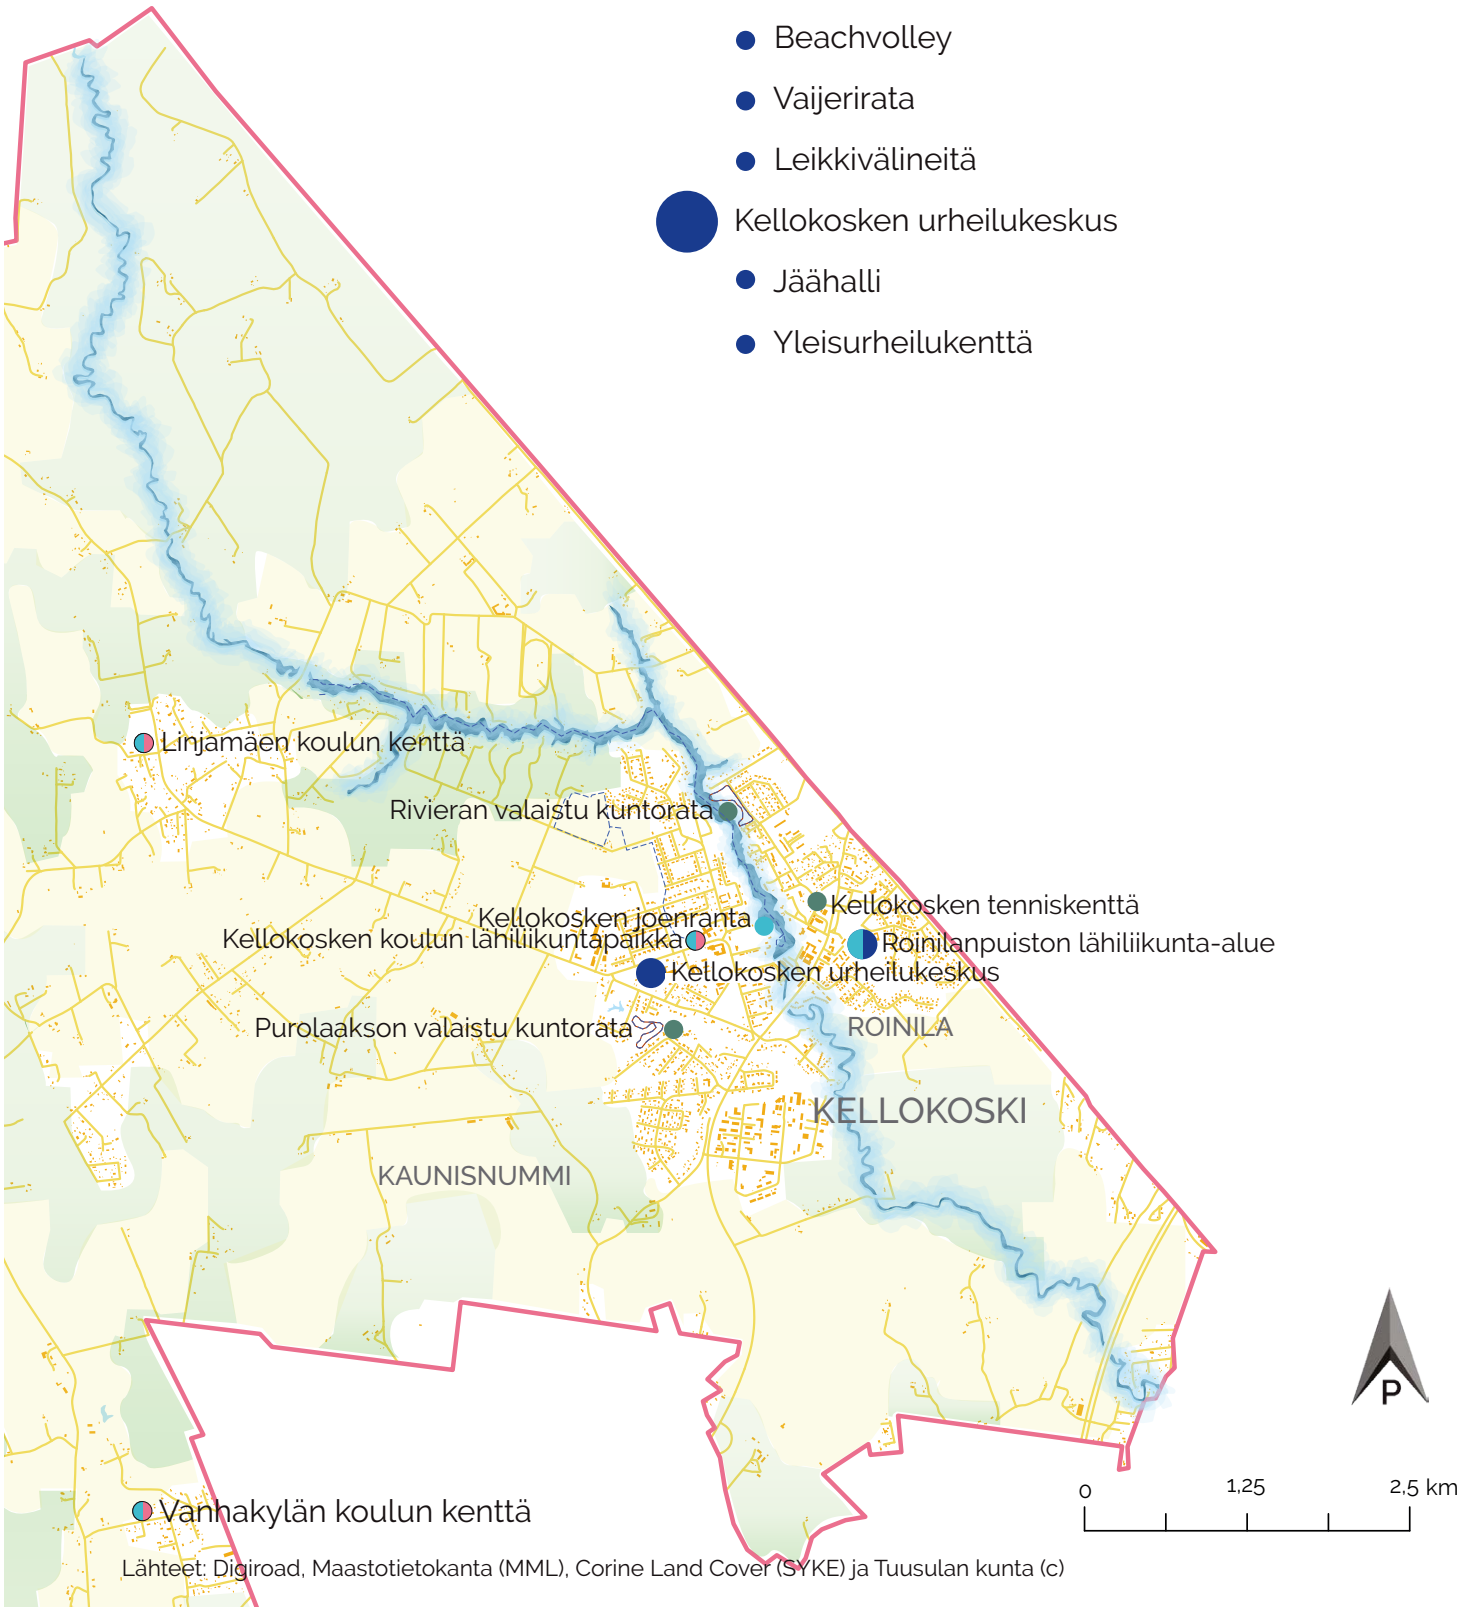 Beachvolley
Vaijerirata
Leikkivälineitä
Kellokosken urheilukeskus
Jäähalli
Yleisurheilukenttä
Linjamäen koulun kenttä
Rivieran valaistu kuntorata
Kellokosken tenniskenttä
Kellokosken joenranta
Kellokosken koulun lähiliikuntapaikka
Roinilanpuiston lähiliikunta-alue
Kellokosken urheilukeskus
Purolaakson valaistu kuntorata
ROINILA
KELLOKOSKI
KAUNISNUMMI
P
0 1,25 2,5 km
Vanhakylän koulun kenttä
Lähteet: Digiroad, Maastotietokanta (MML), Corine Land Cover (SYKE) ja Tuusulan kunta (c)